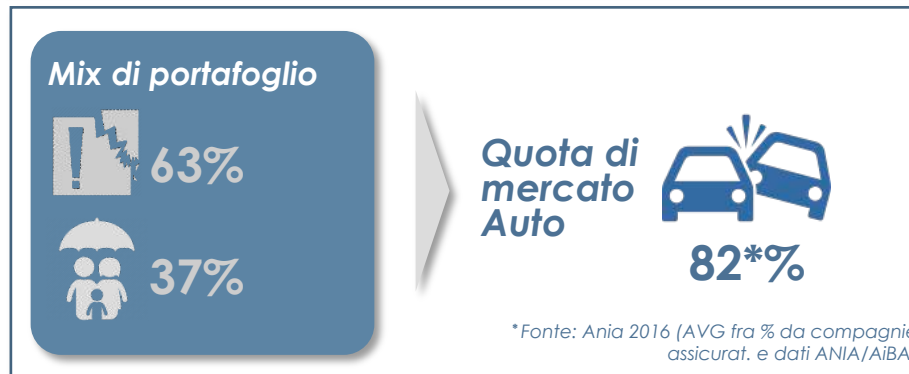 Mix di portafoglio
63%
37%
Quota di
mercato
Auto
82*%
*Fonte: Ania 2016 (AVG fra % da compagnie
assicurat. e dati ANIA/AiBA